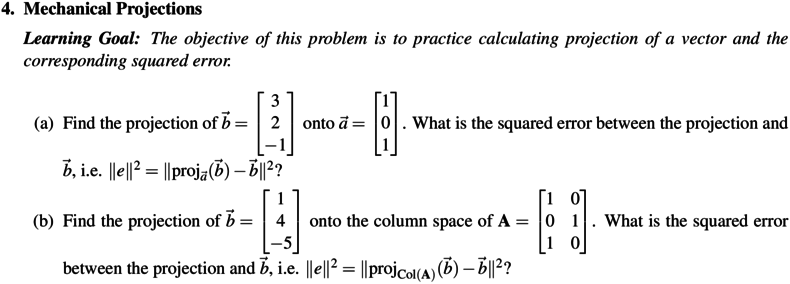 4. Mechanical Projections
Learning Goal: The objective of this problem is to practice calculating projection of a vector and the
corresponding squared error.
(a) Find the projection of $\vec{b} = \begin{bmatrix} 3 \\ 2 \\ -1 \end{bmatrix}$ onto $\vec{a} = \begin{bmatrix} 1 \\ 0 \\ 1 \end{bmatrix}$. What is the squared error between the projection and
$\vec{b}$, i.e. $\|e\|^2 = \|\text{proj}_{\vec{a}}(\vec{b}) - \vec{b}\|^2$?
(b) Find the projection of $\vec{b} = \begin{bmatrix} 1 \\ 4 \\ -5 \end{bmatrix}$ onto the column space of $\mathbf{A} = \begin{bmatrix} 1 & 0 \\ 0 & 1 \\ 1 & 0 \end{bmatrix}$. What is the squared error
between the projection and $\vec{b}$, i.e. $\|e\|^2 = \|\text{proj}_{\text{Col}(\mathbf{A})}(\vec{b}) - \vec{b}\|^2$?